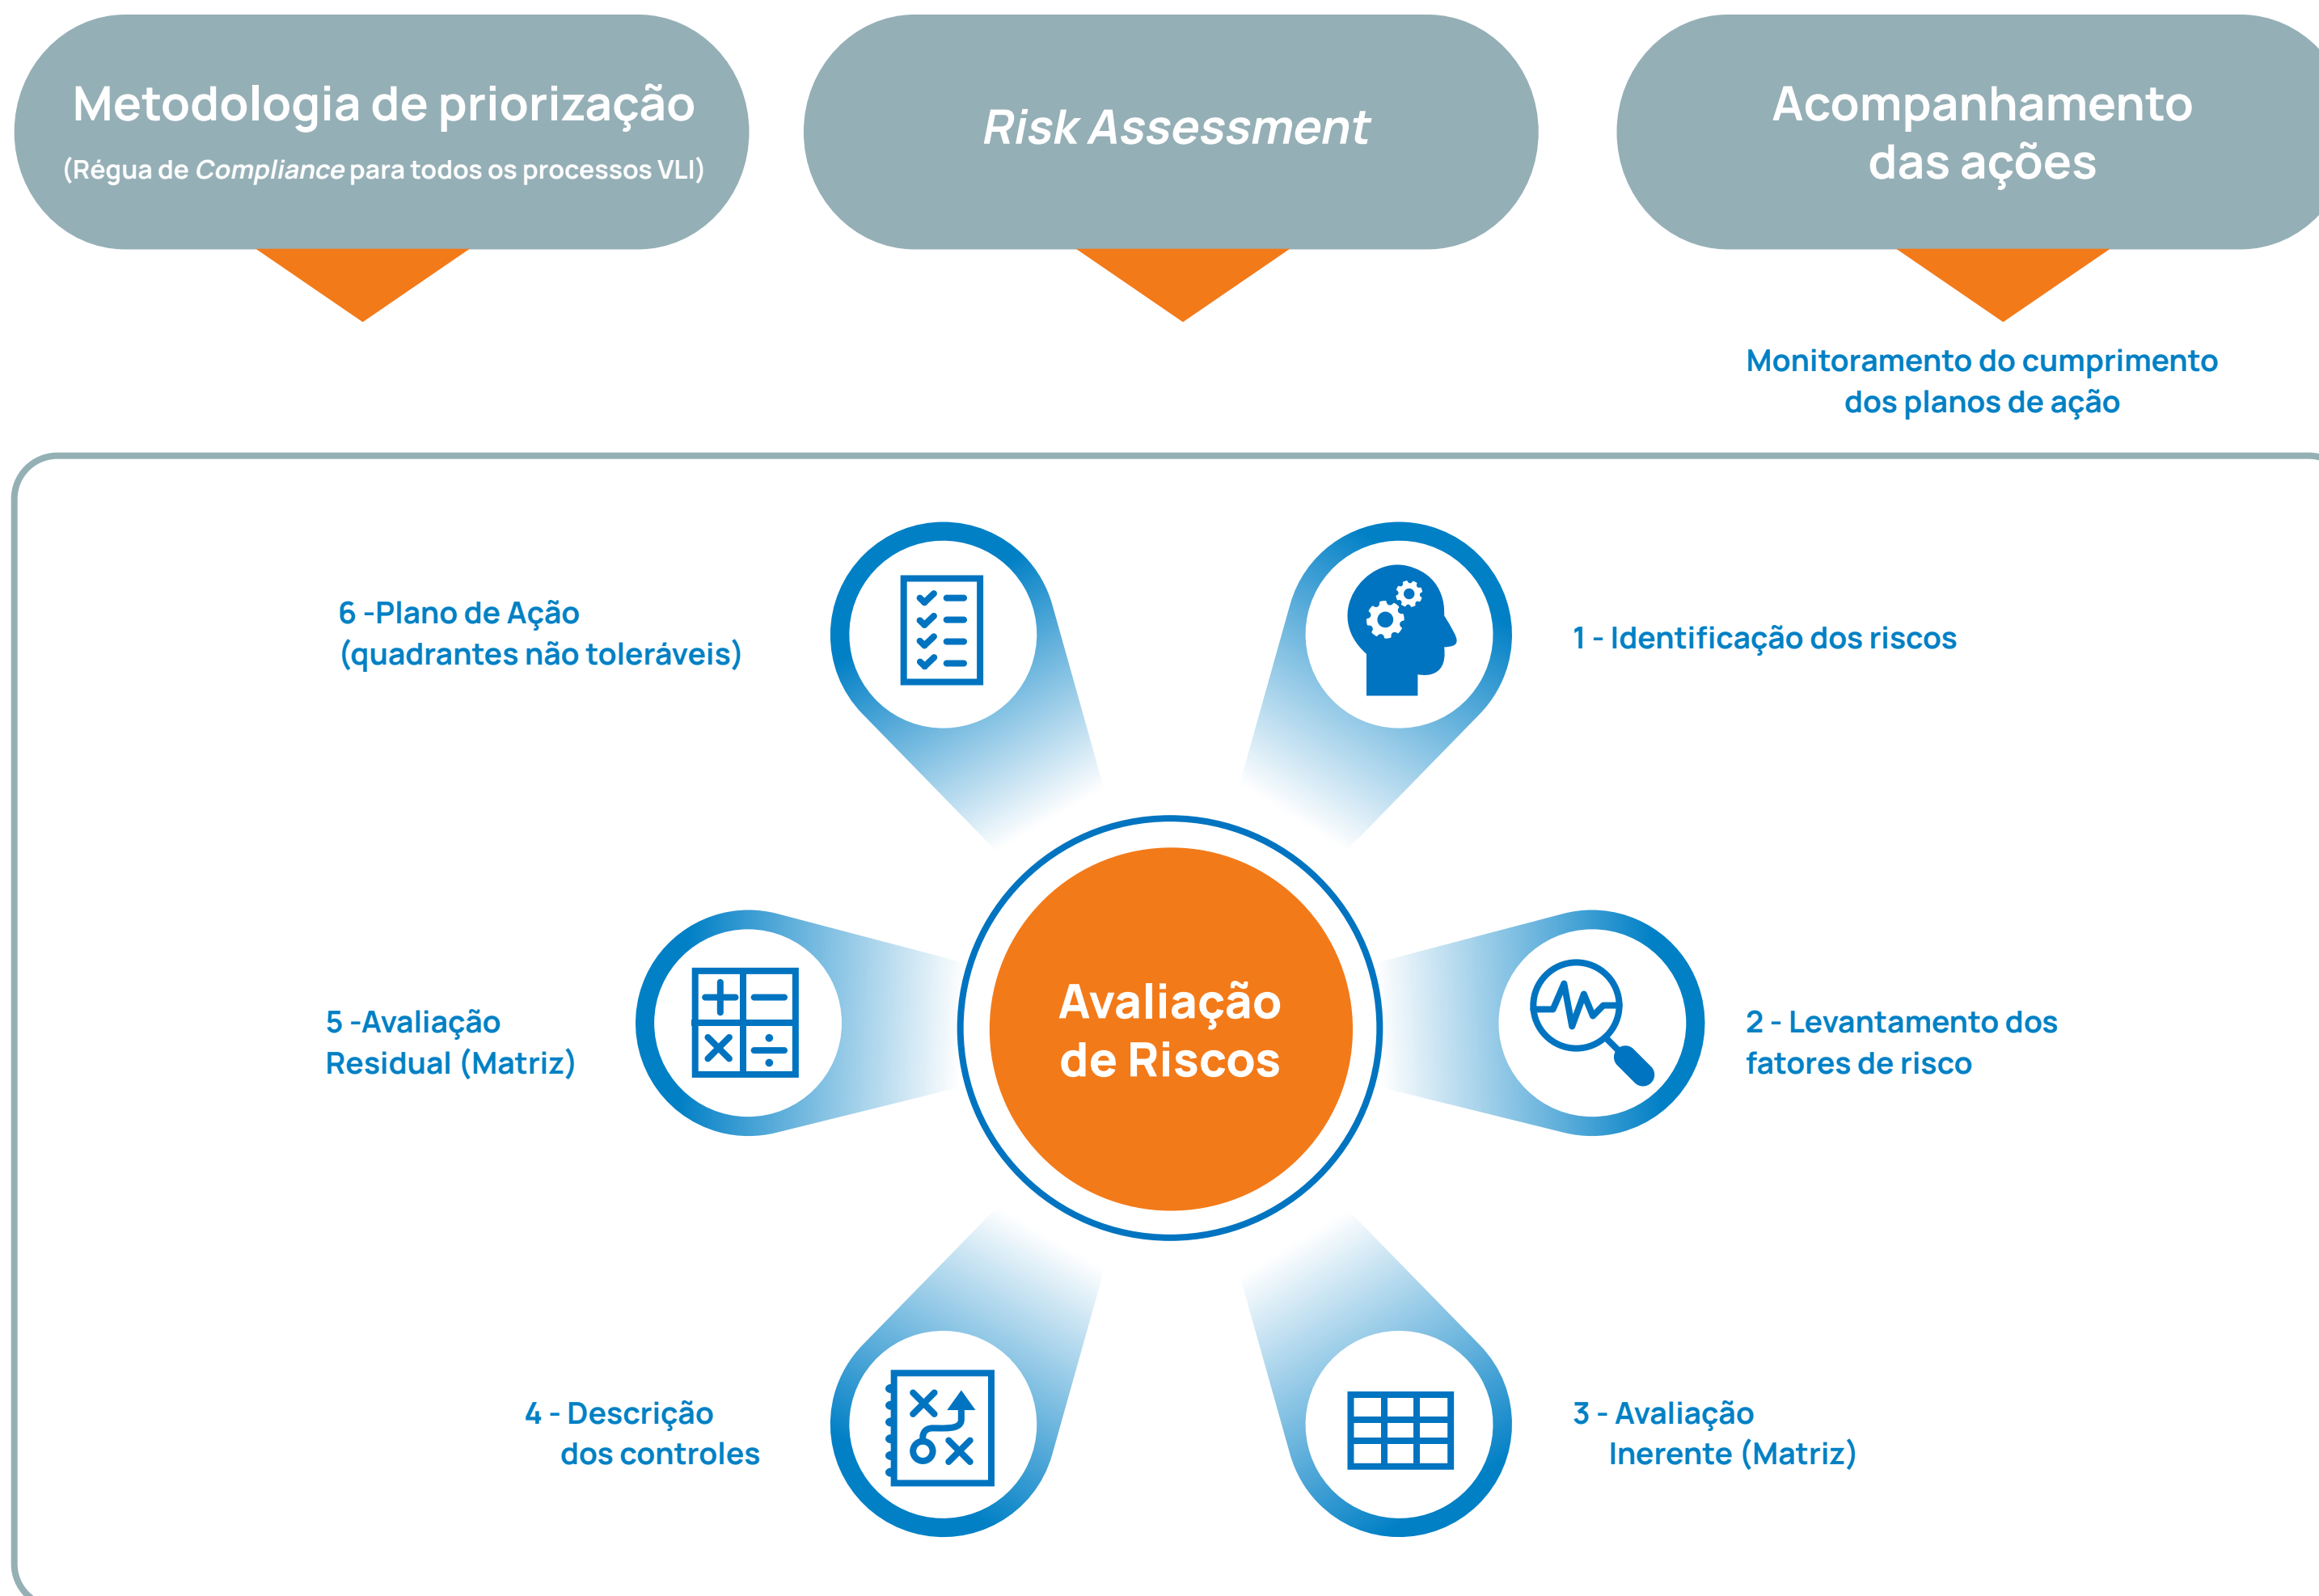 Metodologia de priorização
(Régua de Compliance para todos os processos VLI)
Risk Assessment
Acompanhamento
das ações
Monitoramento do cumprimento
dos planos de ação
6 -Plano de Ação
(quadrantes não toleráveis)
1 - Identificação dos riscos
Avaliação
de Riscos
5 -Avaliação
Residual (Matriz)
2 - Levantamento dos
fatores de risco
4 - Descrição
dos controles
3 - Avaliação
Inerente (Matriz)